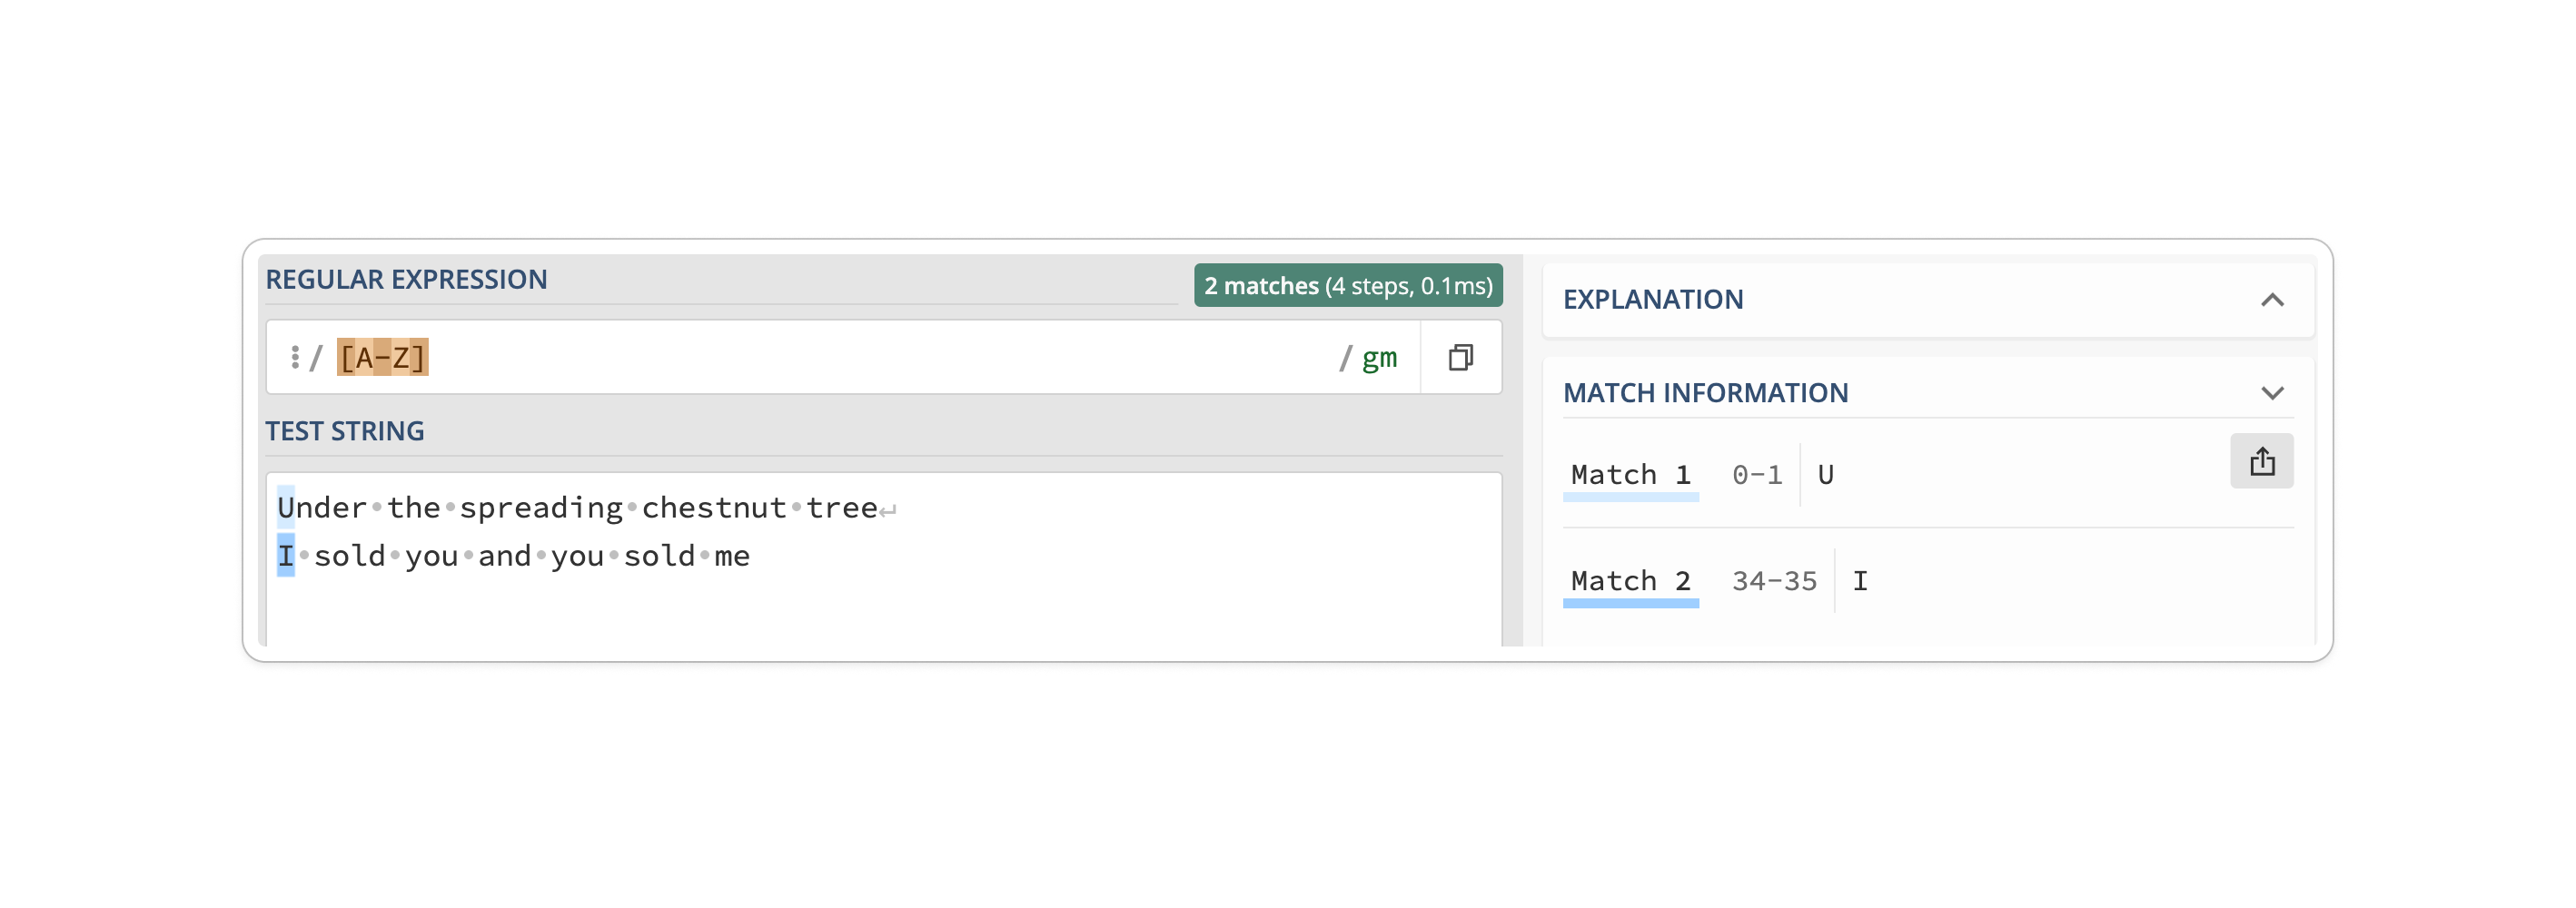 REGULAR EXPRESSION
2 matches (4 steps, 0.1ms)
/ [A-Z] / gm
TEST STRING
Under·the·spreading·chestnut·tree↵
I·sold·you·and·you·sold·me
EXPLANATION
MATCH INFORMATION
Match 1 0-1 U
Match 2 34-35 I